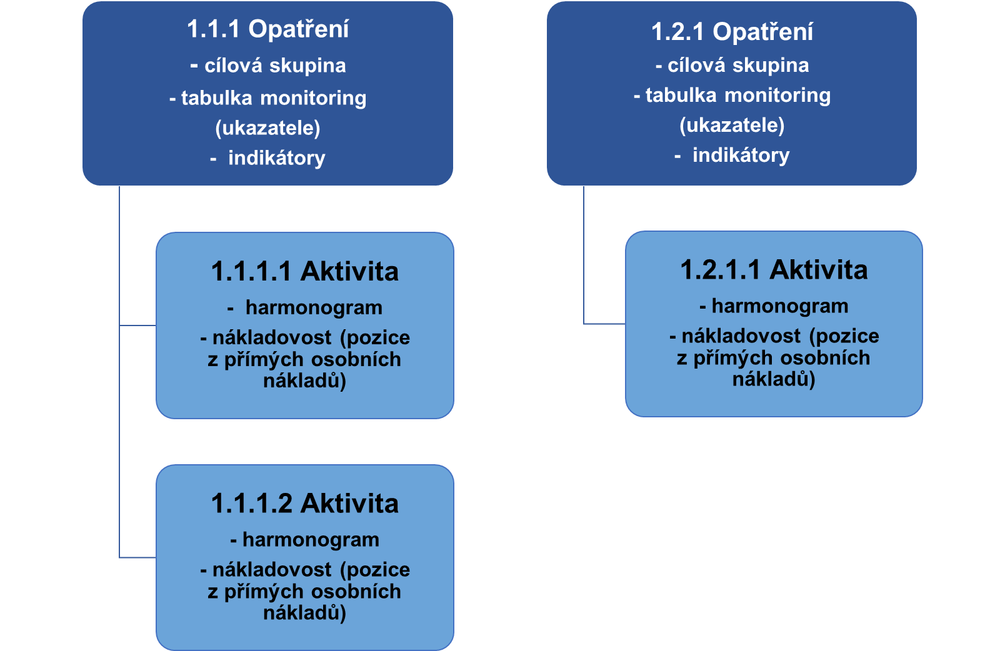 1.1.1 Opatření
- cílová skupina
- tabulka monitoring
(ukazatele)
- indikátory
1.1.1.1 Aktivita
- harmonogram
- nákladovost (pozice
z přímých osobních
nákladů)
1.1.1.2 Aktivita
- harmonogram
- nákladovost (pozice
z přímých osobních
nákladů)
1.2.1 Opatření
- cílová skupina
- tabulka monitoring
(ukazatele)
- indikátory
1.2.1.1 Aktivita
- harmonogram
- nákladovost (pozice
z přímých osobních
nákladů)